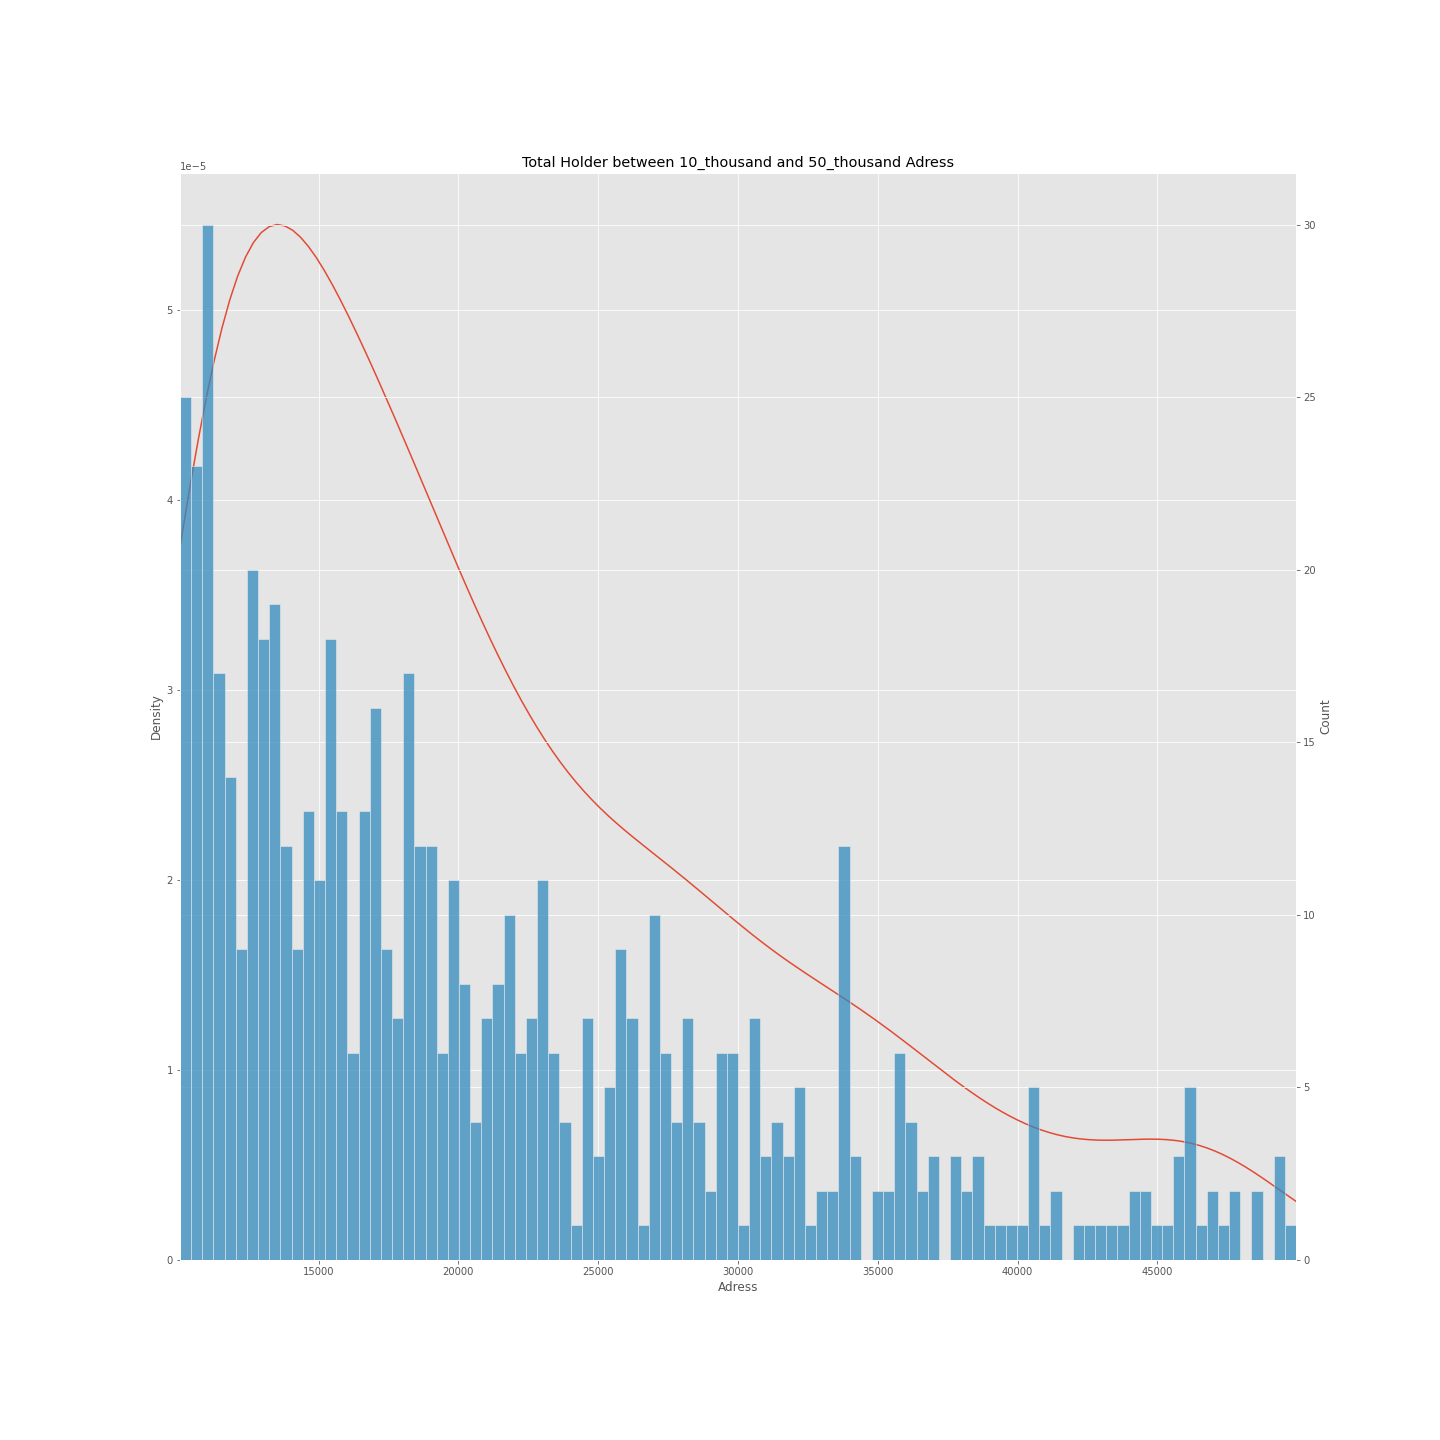 Total Holder between 10_thousand and 50_thousand Adress
1e−5
5
4
3
2
1
0
Density
30
25
20
15
10
5
0
Count
15000 20000 25000 30000 35000 40000 45000
Adress